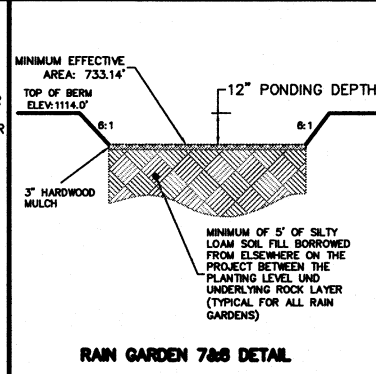 MINIMUM EFFECTIVE
AREA: 733.14'
TOP OF BERM
ELEV: 1114.0'
12" PONDING DEPTH
R
6:1
6:1
3" HARDWOOD
MULCH
MINIMUM OF 5' OF SILTY
LOAM SOIL FILL BORROWED
FROM ELSEWHERE ON THE
PROJECT BETWEEN THE
PLANTING LEVEL UND
UNDERLYING ROCK LAYER
(TYPICAL FOR ALL RAIN
GARDENS)
RAIN GARDEN 7&8 DETAIL